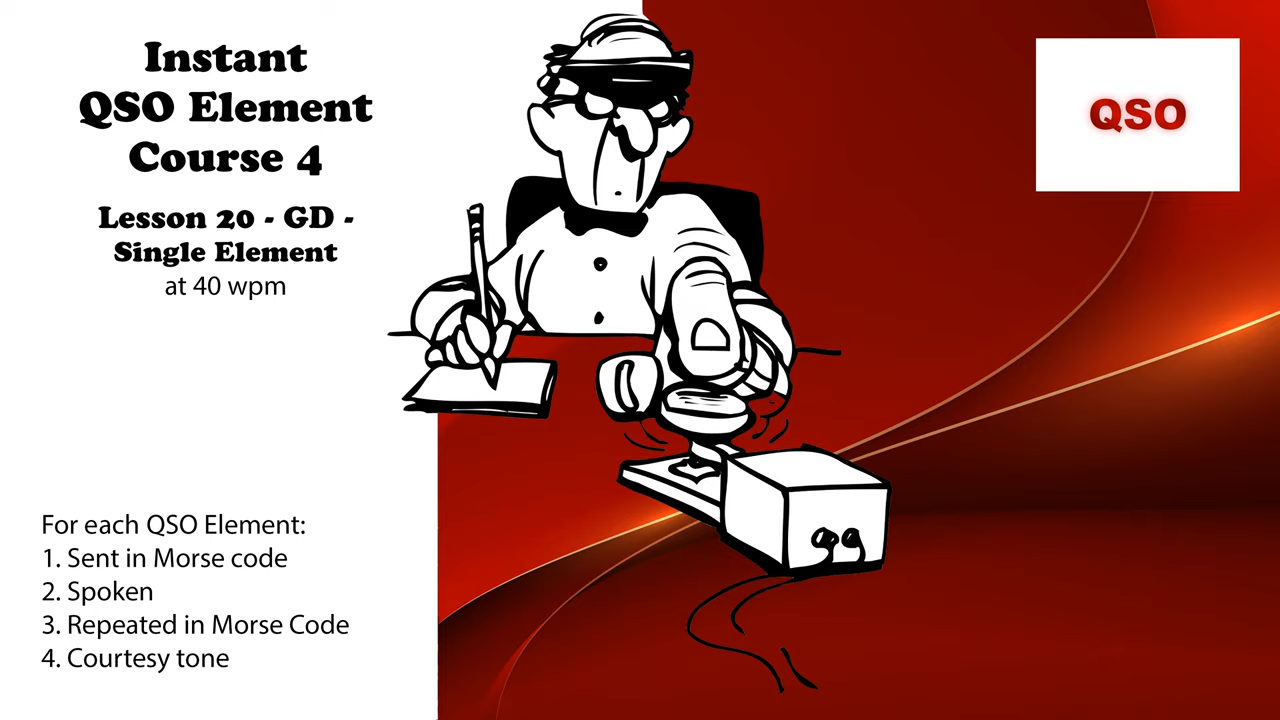 Instant
QSO Element
Course 4
Lesson 20 - GD -
Single Element
at 40 wpm
QSO
For each QSO Element:
1. Sent in Morse code
2. Spoken
3. Repeated in Morse Code
4. Courtesy tone